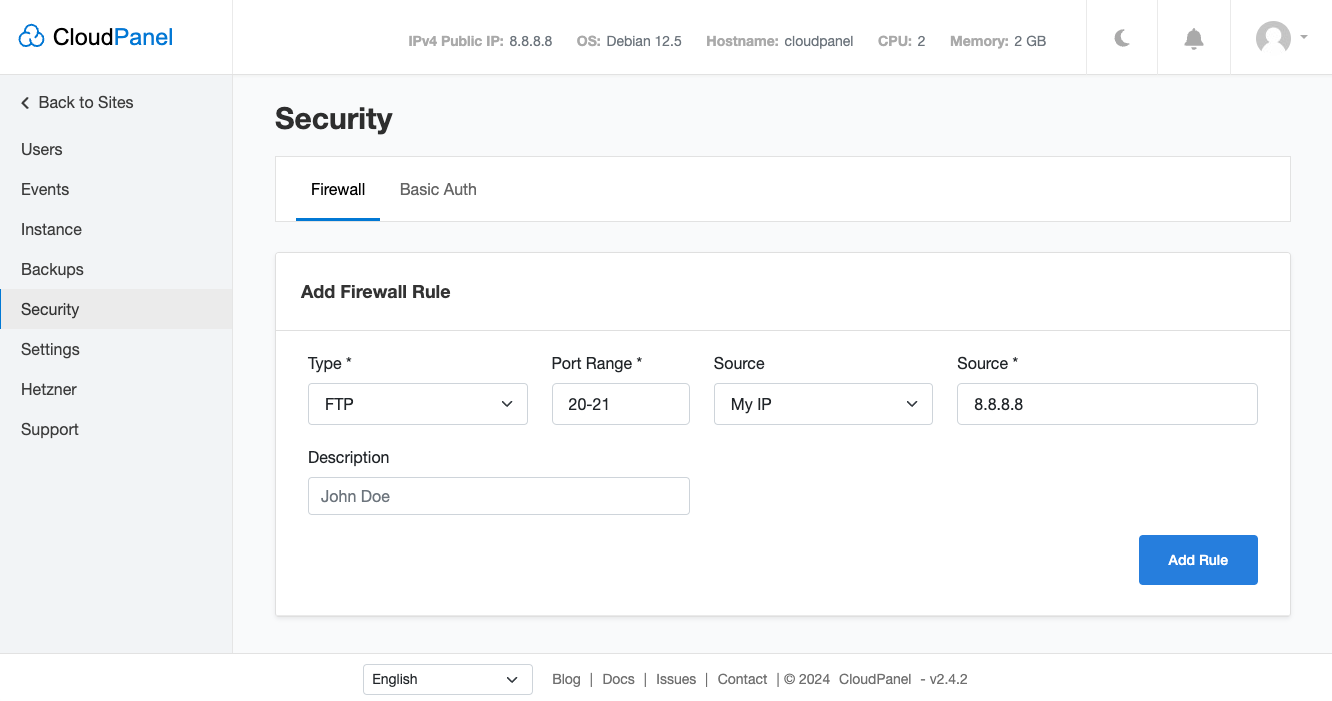 CloudPanel
IPv4 Public IP: 8.8.8.8 OS: Debian 12.5 Hostname: cloudpanel CPU: 2 Memory: 2 GB
Back to Sites
Users
Events
Instance
Backups
Security
Settings
Hetzner
Support
Security
Firewall Basic Auth
Add Firewall Rule
Type * Port Range * Source Source *
FTP 20-21 My IP 8.8.8.8
Description
John Doe
Add Rule
English Blog | Docs | Issues | Contact | © 2024 CloudPanel - v2.4.2